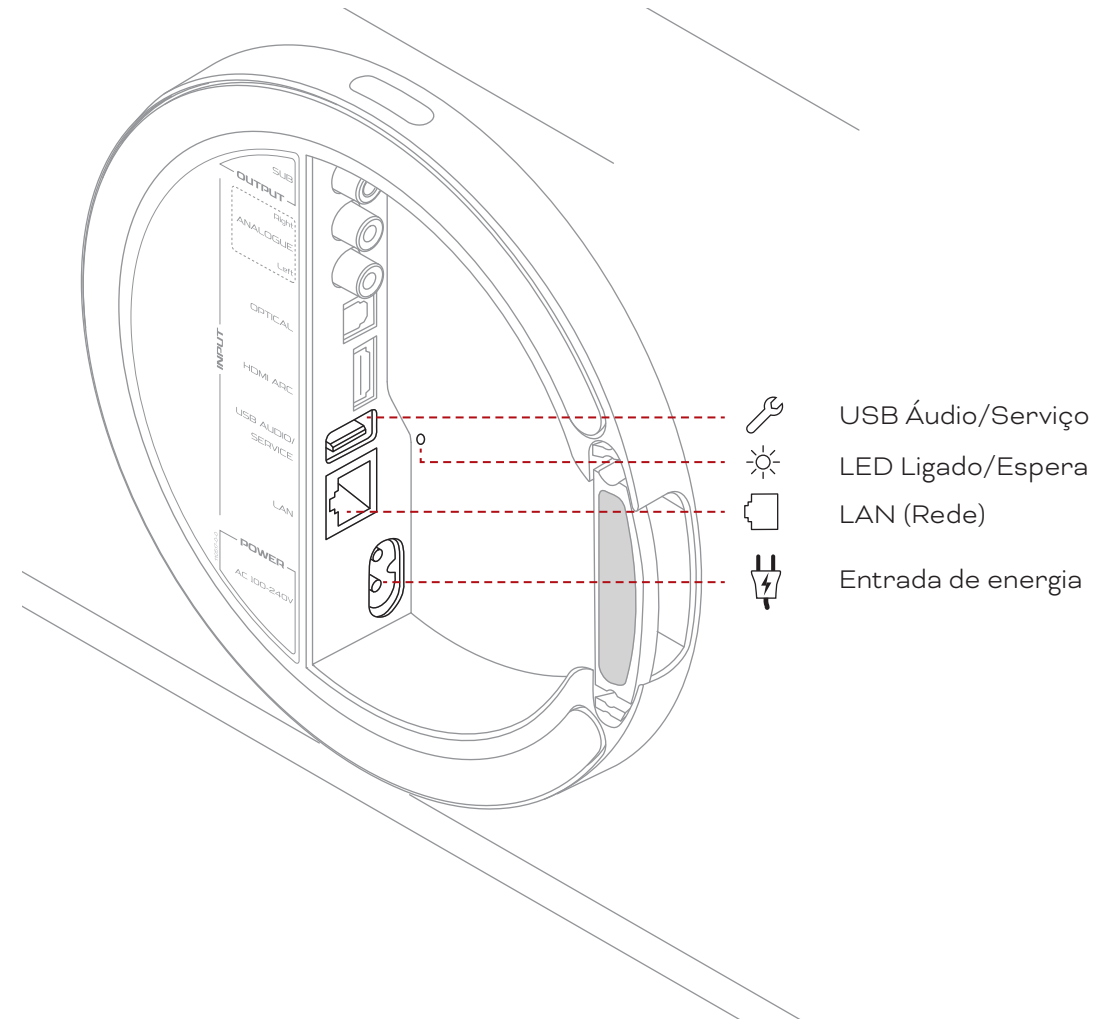 SUB
OUTPUT
Right
ANALOGUE
Left
OPTICAL
INPUT
HDMI ARC
USB AUDIO/
SERVICE
LAN
POWER
AC 100-240V
USB Áudio/Serviço
LED Ligado/Espera
LAN (Rede)
Entrada de energia